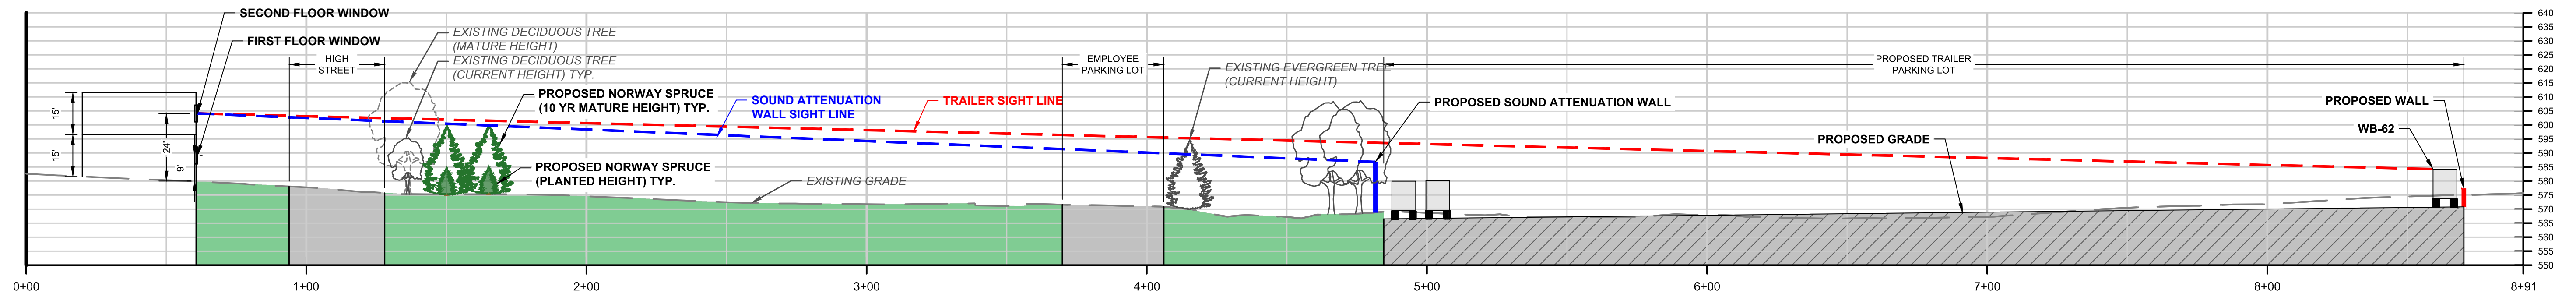 SECOND FLOOR WINDOW
FIRST FLOOR WINDOW
HIGH
STREET
EXISTING DECIDUOUS TREE
(MATURE HEIGHT)
EXISTING DECIDUOUS TREE
(CURRENT HEIGHT) TYP.
PROPOSED NORWAY SPRUCE
(10 YR MATURE HEIGHT) TYP.
PROPOSED NORWAY SPRUCE
(PLANTED HEIGHT) TYP.
SOUND ATTENUATION
WALL SIGHT LINE
TRAILER SIGHT LINE
EXISTING GRADE
EMPLOYEE
PARKING LOT
EXISTING EVERGREEN TREE
(CURRENT HEIGHT)
PROPOSED SOUND ATTENUATION WALL
PROPOSED TRAILER
PARKING LOT
PROPOSED GRADE
PROPOSED WALL
WB-62
15'
15'
24'
9'
640
635
630
625
620
615
610
605
600
595
590
585
580
575
570
565
560
555
550
0+00
1+00
2+00
3+00
4+00
5+00
6+00
7+00
8+00
8+91